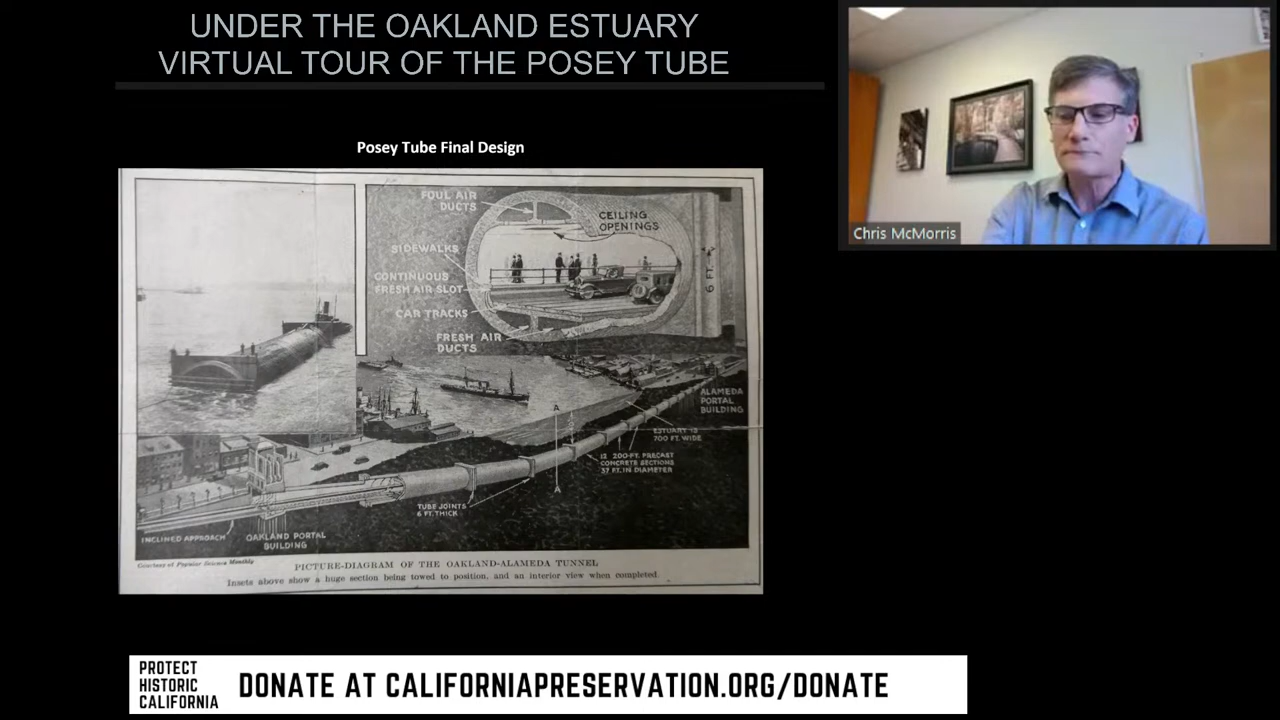 UNDER THE OAKLAND ESTUARY
VIRTUAL TOUR OF THE POSEY TUBE
Posey Tube Final Design
FOUL AIR
DUCTS
CEILING
OPENINGS
SIDEWALKS
CONTINUOUS
FRESH AIR SLOT
CAR TRACKS
FRESH AIR
DUCTS
6 FT.
ALAMEDA
PORTAL
BUILDING
A
ESTUARY IS
700 FT. WIDE
12 200-FT. PRECAST
CONCRETE SECTIONS
37 FT. IN DIAMETER
A
TUBE JOINTS
6 FT. THICK
INCLINED APPROACH
OAKLAND PORTAL
BUILDING
Courtesy of Popular Science Monthly
PICTURE-DIAGRAM OF THE OAKLAND-ALAMEDA TUNNEL
Insets above show a huge section being towed to position, and an interior view when completed.
Chris McMorris
PROTECT
HISTORIC
CALIFORNIA
DONATE AT CALIFORNIAPRESERVATION.ORG/DONATE